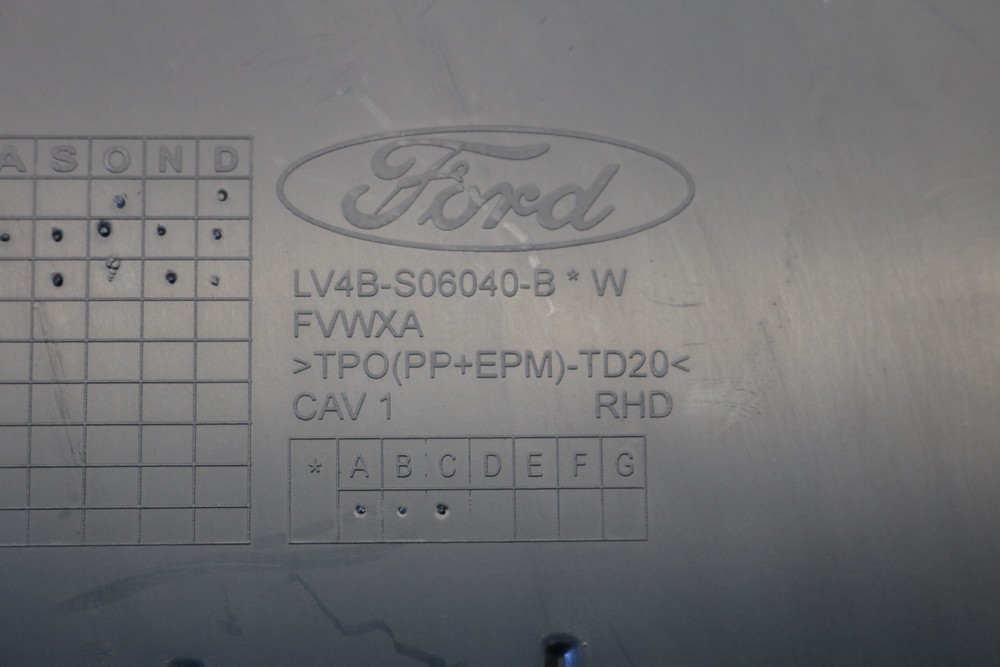 A S O N D
Ford
LV4B-S06040-B * W
FVWXA
>TPO(PP+EPM)-TD20<
CAV 1 RHD
* A B C D E F G